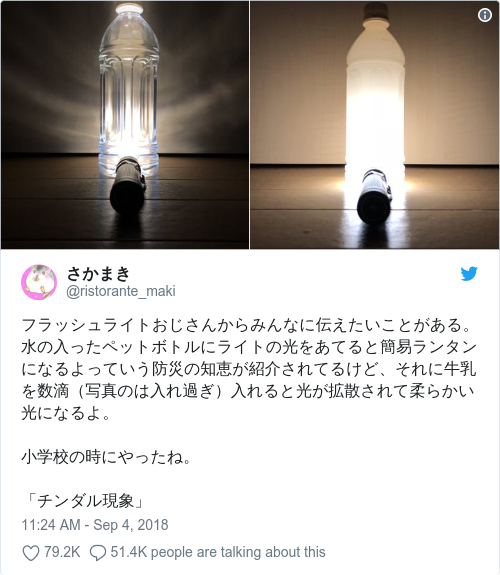 さかまき
@ristorante_maki
フラッシュライトおじさんからみんなに伝えたいことがある。
水の入ったペットボトルにライトの光をあてると簡易ランタン
になるよっていう防災の知恵が紹介されてるけど、それに牛乳
を数滴（写真のは入れ過ぎ）入れると光が拡散されて柔らかい
光になるよ。
小学校の時にやったね。
「チンダル現象」
11:24 AM - Sep 4, 2018
79.2K 51.4K people are talking about this